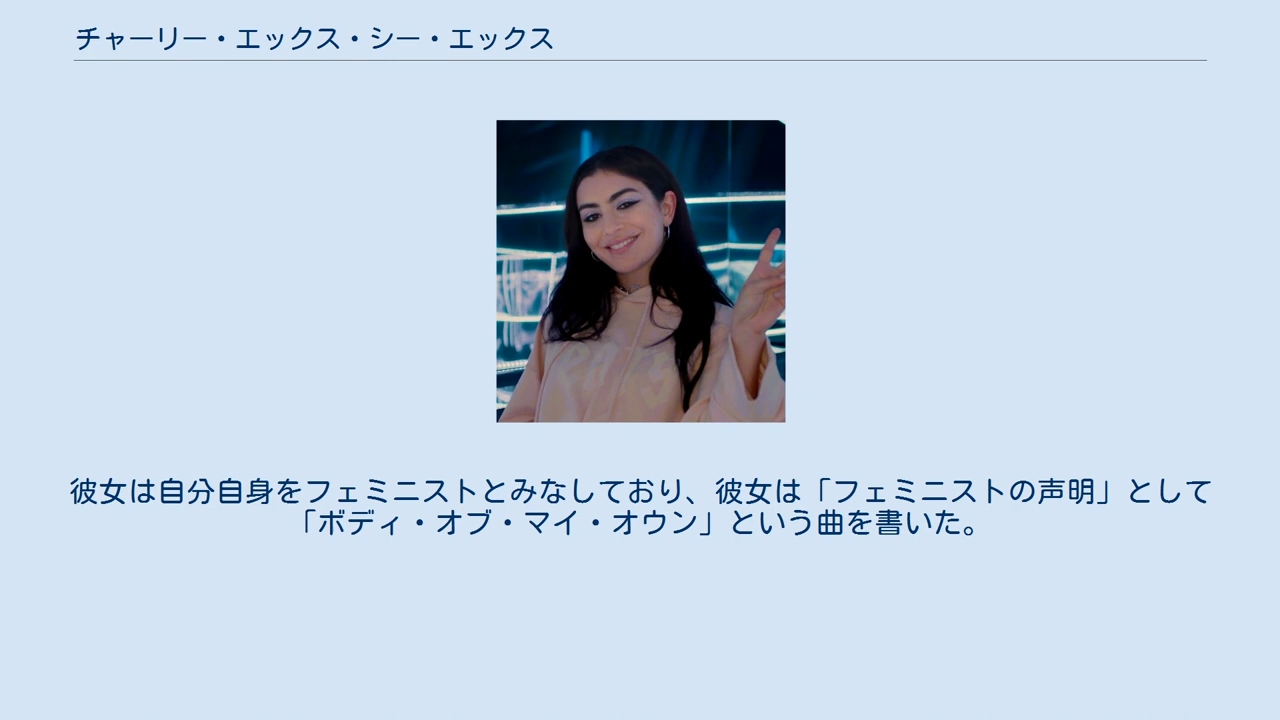 チャーリー・エックス・シー・エックス
彼女は自分自身をフェミニストとみなしており、彼女は「フェミニストの声明」として
「ボディ・オブ・マイ・オウン」という曲を書いた。